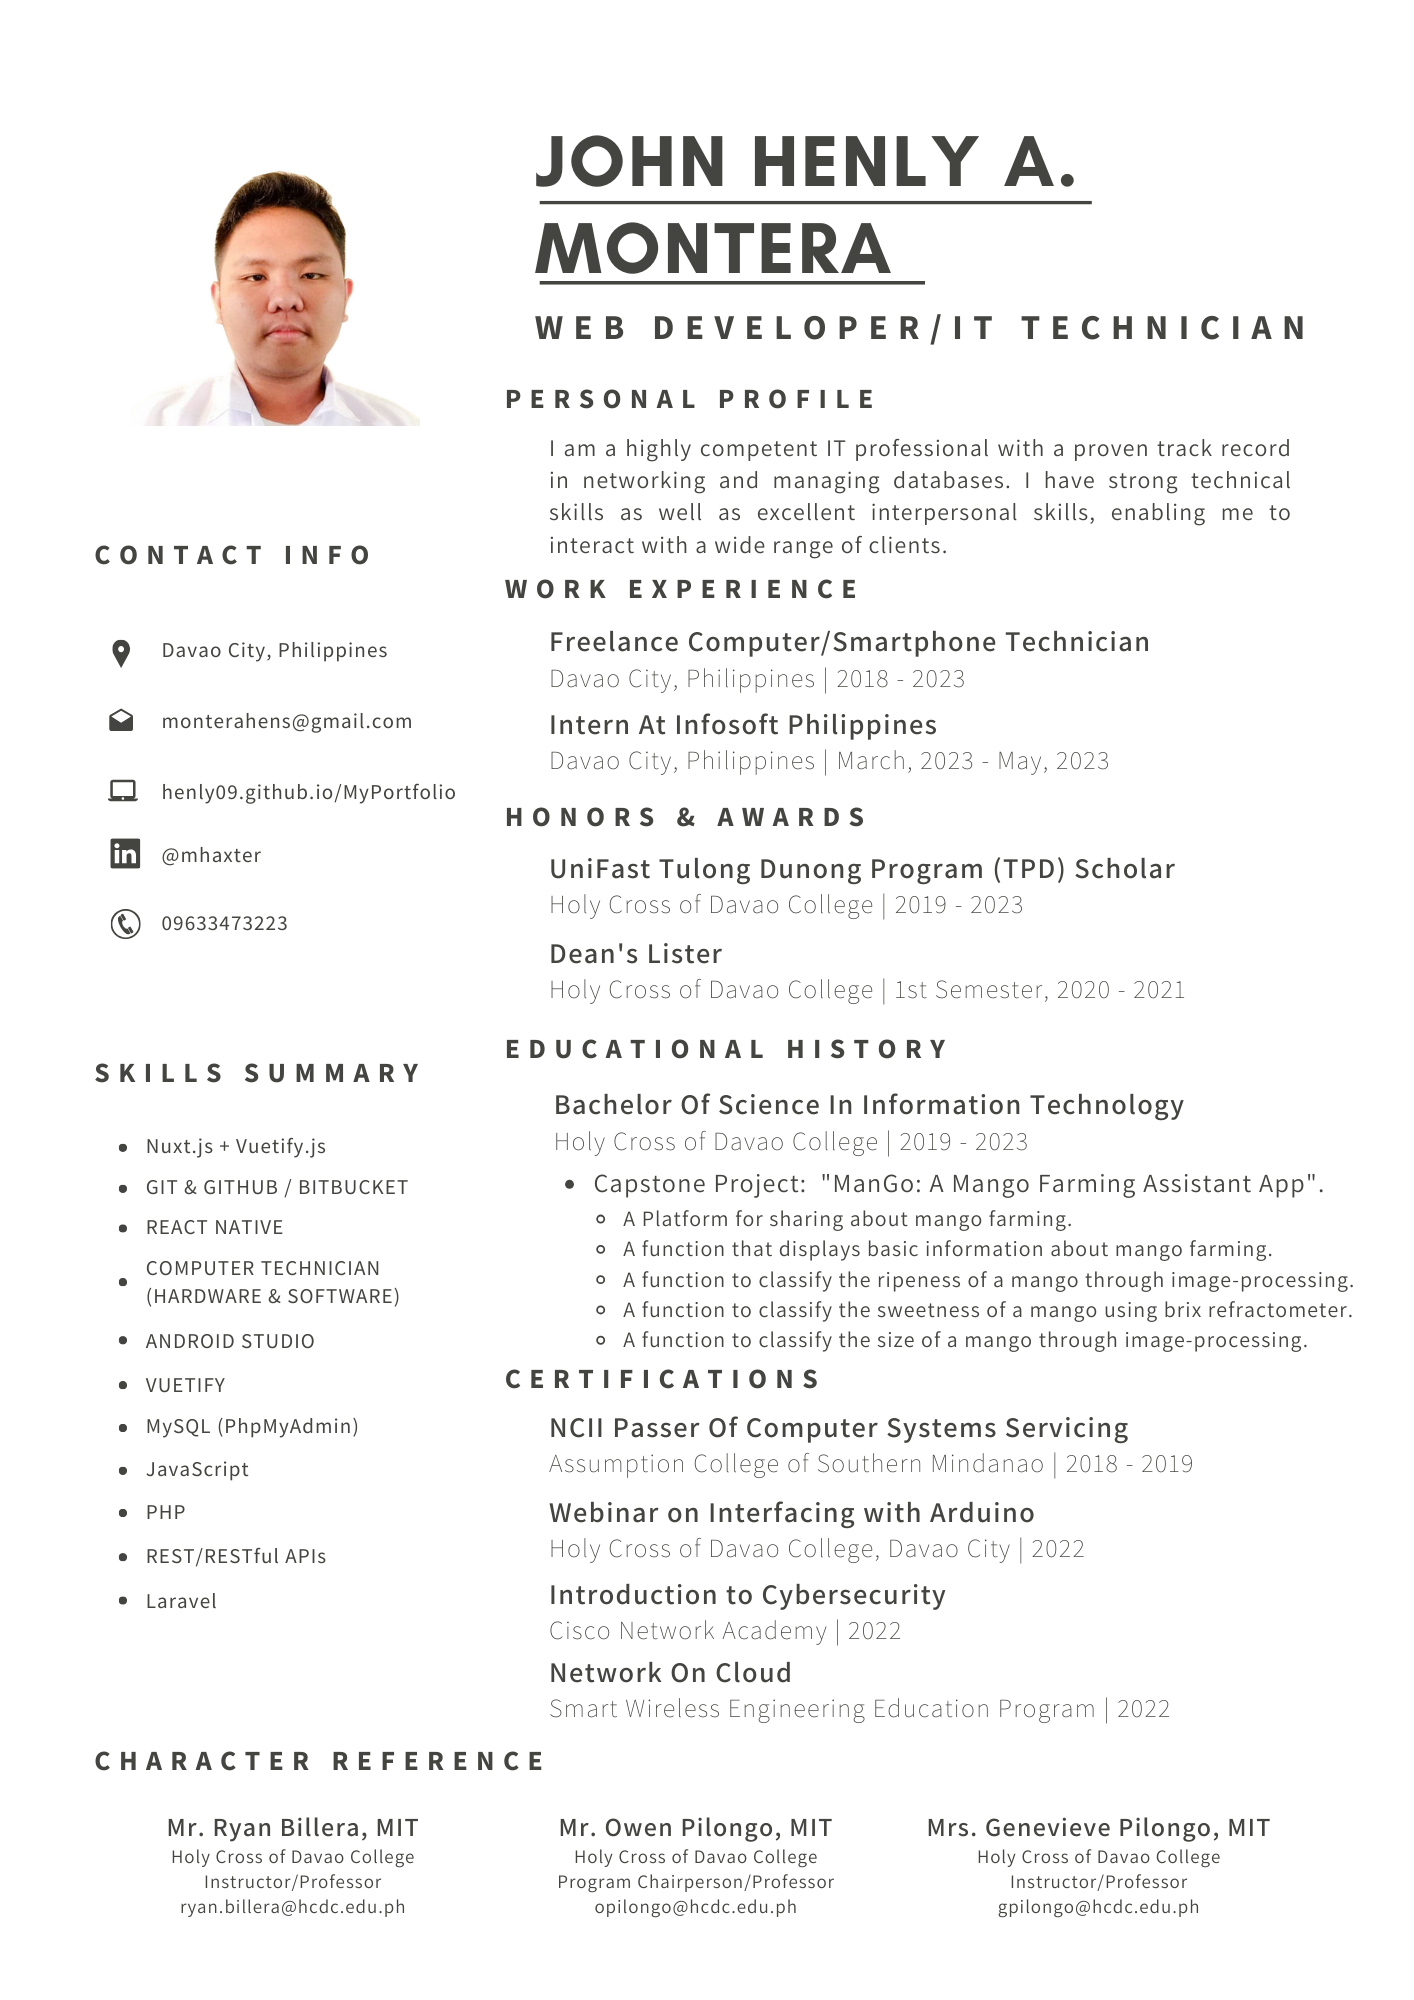 JOHN HENLY A.
MONTERA
WEB DEVELOPER/IT TECHNICIAN
CONTACT INFO
Davao City, Philippines
monterahens@gmail.com
henly09.github.io/MyPortfolio
in @mhaxter
09633473223
SKILLS SUMMARY
• Nuxt.js + Vuetify.js
• GIT & GITHUB / BITBUCKET
• REACT NATIVE
• COMPUTER TECHNICIAN
(HARDWARE & SOFTWARE)
• ANDROID STUDIO
• VUETIFY
• MySQL (PhpMyAdmin)
• JavaScript
• PHP
• REST/RESTful APIs
• Laravel
PERSONAL PROFILE
I am a highly competent IT professional with a proven track record
in networking and managing databases. I have strong technical
skills as well as excellent interpersonal skills, enabling me to
interact with a wide range of clients.
WORK EXPERIENCE
Freelance Computer/Smartphone Technician
Davao City, Philippines | 2018 - 2023
Intern At Infosoft Philippines
Davao City, Philippines | March, 2023 - May, 2023
HONORS & AWARDS
UniFast Tulong Dunong Program (TPD) Scholar
Holy Cross of Davao College | 2019 - 2023
Dean's Lister
Holy Cross of Davao College | 1st Semester, 2020 - 2021
EDUCATIONAL HISTORY
Bachelor Of Science In Information Technology
Holy Cross of Davao College | 2019 - 2023
• Capstone Project: "ManGo: A Mango Farming Assistant App".
◦ A Platform for sharing about mango farming.
◦ A function that displays basic information about mango farming.
◦ A function to classify the ripeness of a mango through image-processing.
◦ A function to classify the sweetness of a mango using brix refractometer.
◦ A function to classify the size of a mango through image-processing.
CERTIFICATIONS
NCII Passer Of Computer Systems Servicing
Assumption College of Southern Mindanao | 2018 - 2019
Webinar on Interfacing with Arduino
Holy Cross of Davao College, Davao City | 2022
Introduction to Cybersecurity
Cisco Network Academy | 2022
Network On Cloud
Smart Wireless Engineering Education Program | 2022
CHARACTER REFERENCE
Mr. Ryan Billera, MIT
Holy Cross of Davao College
Instructor/Professor
ryan.billera@hcdc.edu.ph
Mr. Owen Pilongo, MIT
Holy Cross of Davao College
Program Chairperson/Professor
opilongo@hcdc.edu.ph
Mrs. Genevieve Pilongo, MIT
Holy Cross of Davao College
Instructor/Professor
gpilongo@hcdc.edu.ph